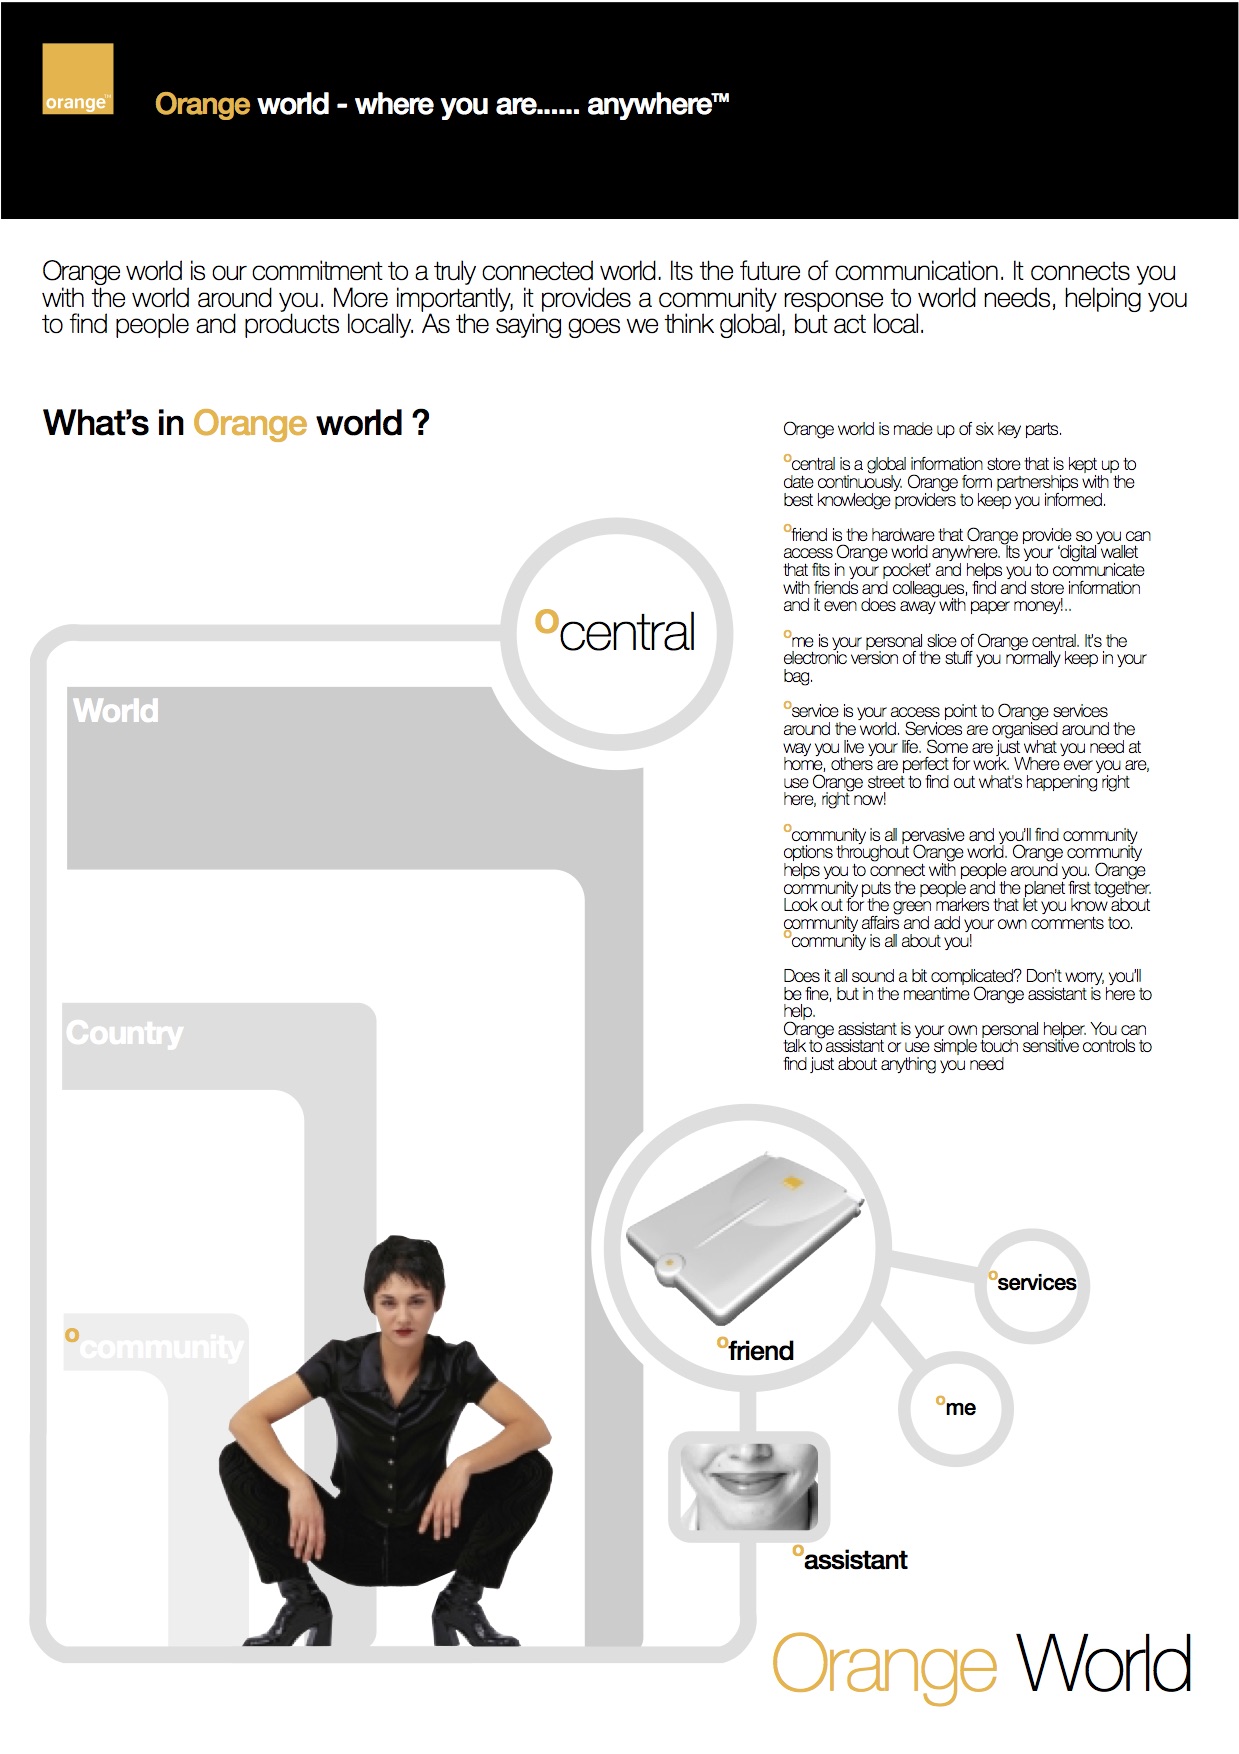 orange™
Orange world - where you are...... anywhere™
Orange world is our commitment to a truly connected world. Its the future of communication. It connects you
with the world around you. More importantly, it provides a community response to world needs, helping you
to find people and products locally. As the saying goes we think global, but act local.
What's in Orange world ?
Orange world is made up of six key parts.
ºcentral is a global information store that is kept up to
date continuously. Orange form partnerships with the
best knowledge providers to keep you informed.
ºfriend is the hardware that Orange provide so you can
access Orange world anywhere. Its your 'digital wallet
that fits in your pocket' and helps you to communicate
with friends and colleagues, find and store information
and it even does away with paper money!..
ºme is your personal slice of Orange central. It's the
electronic version of the stuff you normally keep in your
bag.
ºservice is your access point to Orange services
around the world. Services are organised around the
way you live your life. Some are just what you need at
home, others are perfect for work. Where ever you are,
use Orange street to find out what's happening right
here, right now!
ºcommunity is all pervasive and you'll find community
options throughout Orange world. Orange community
helps you to connect with people around you. Orange
community puts the people and the planet first together.
Look out for the green markers that let you know about
community affairs and add your own comments too.
ºcommunity is all about you!
Does it all sound a bit complicated? Don't worry, you'll
be fine, but in the meantime Orange assistant is here to
help.
Orange assistant is your own personal helper. You can
talk to assistant or use simple touch sensitive controls to
find just about anything you need
ºcentral
World
Country
ºcommunity
ºfriend
ºservices
ºme
ºassistant
Orange World